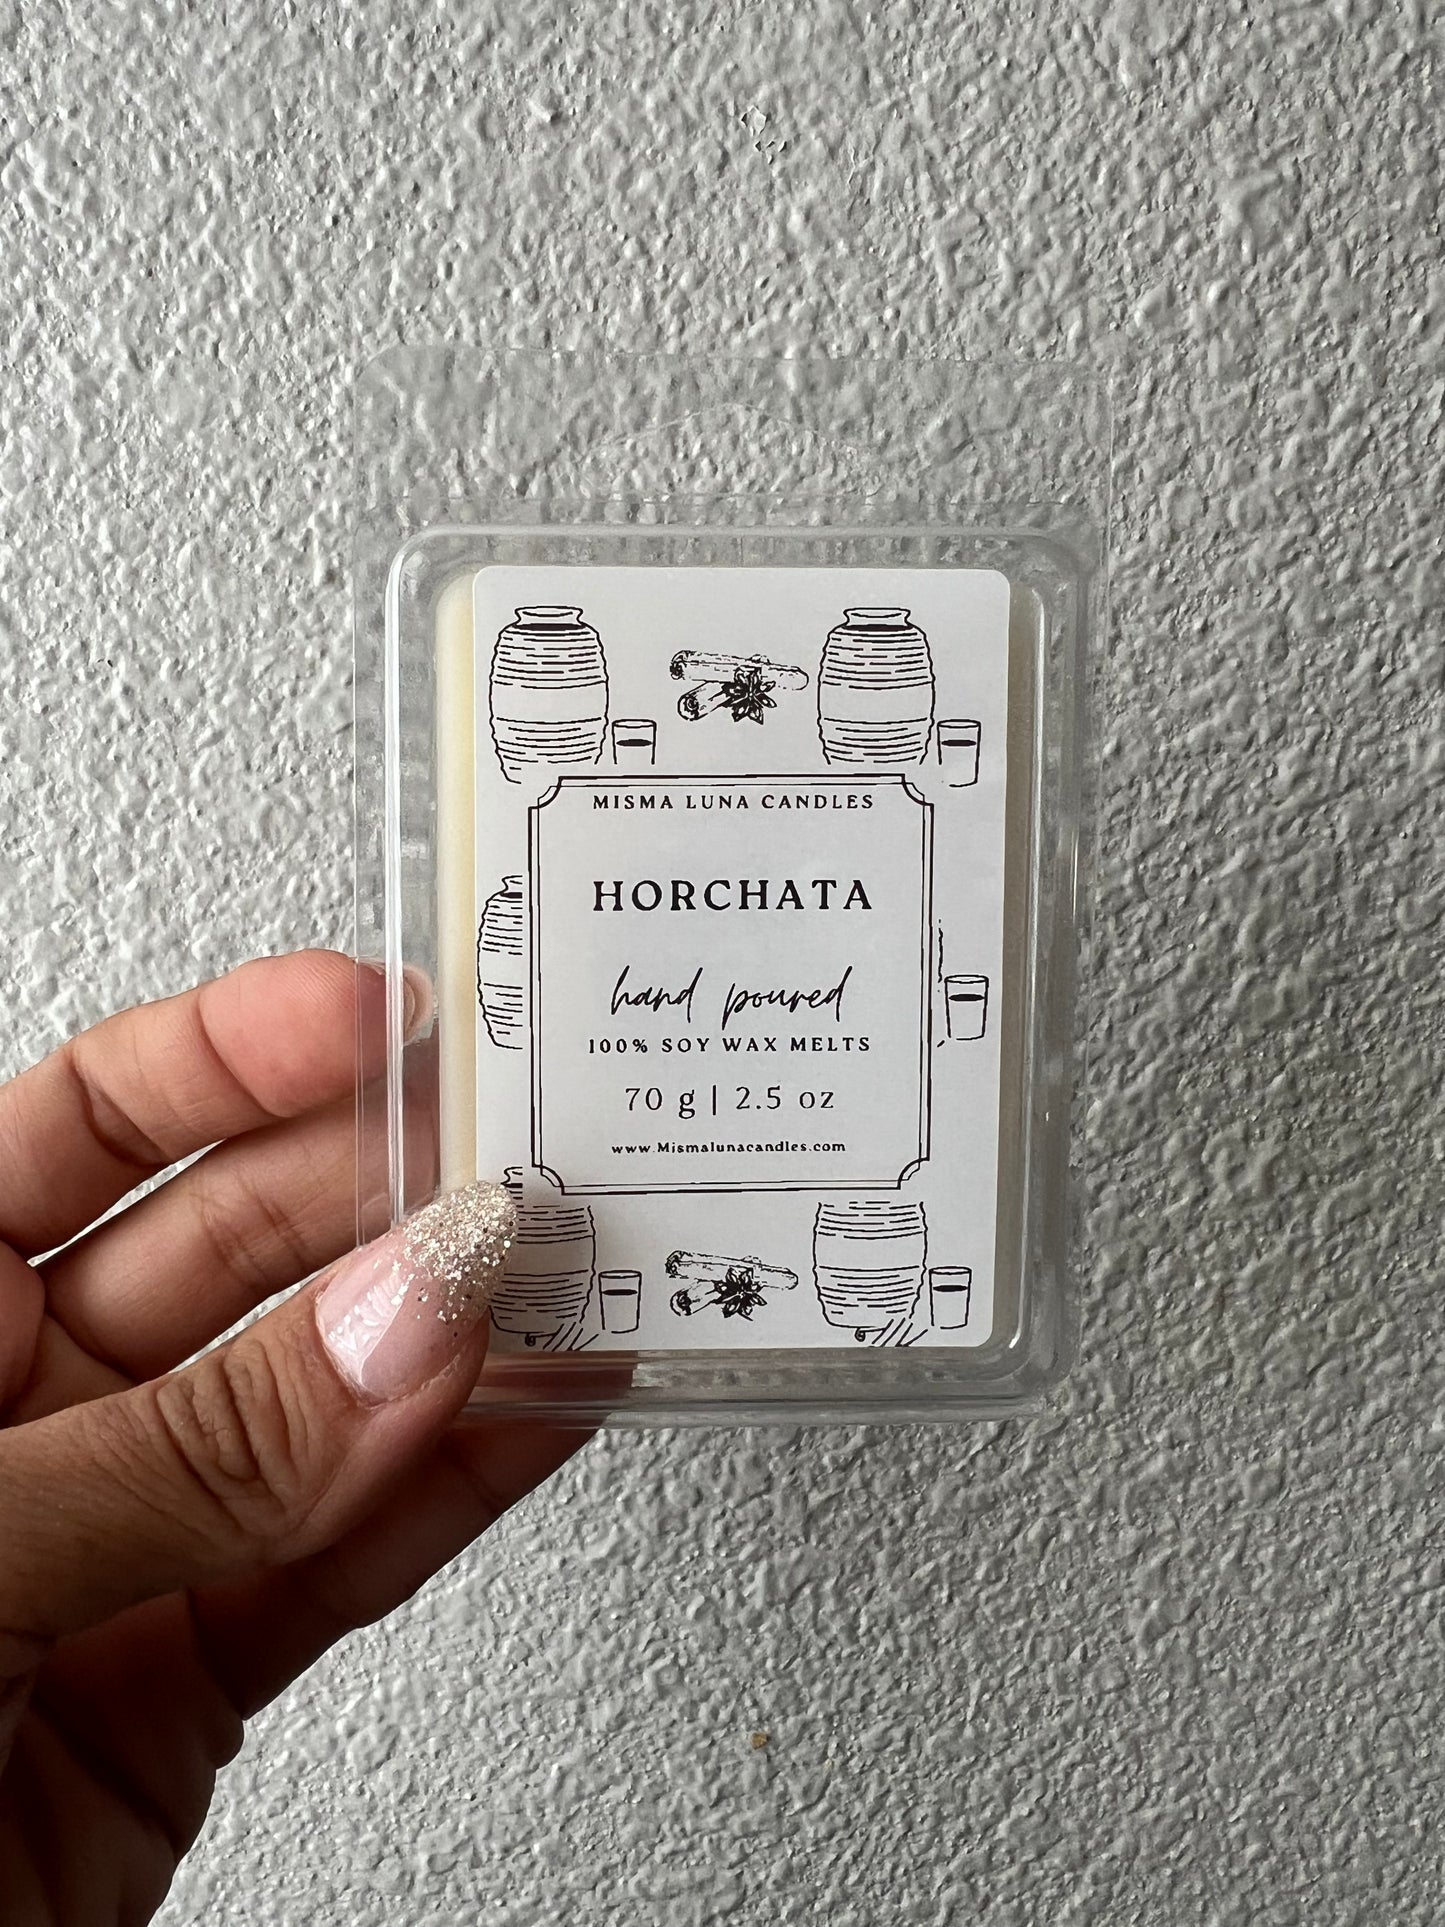 MISMA LUNA CANDLES
HORCHATA
hand poured
100% SOY WAX MELTS
70 g | 2.5 oz
www.Mismalunacandles.com